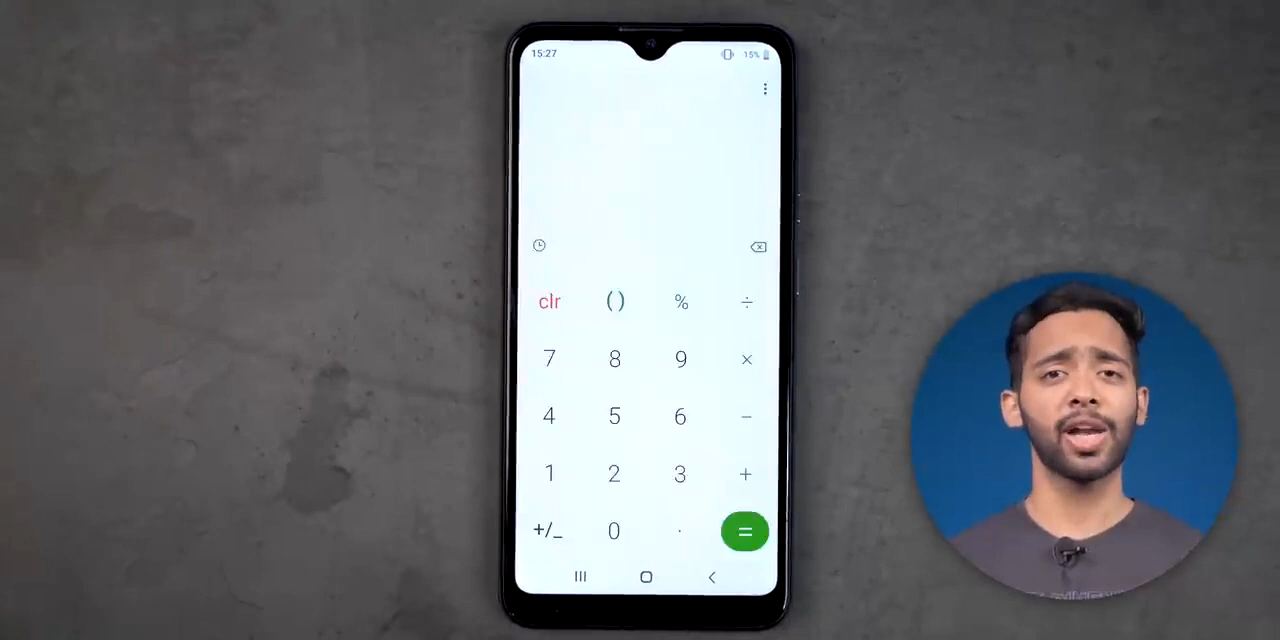 15:27 15%
clr ( ) % ÷
7 8 9 ×
4 5 6 −
1 2 3 +
+/_ 0 . =